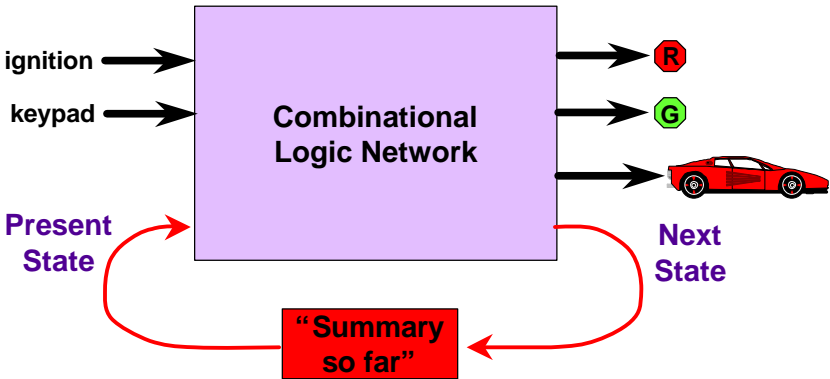 ignition
keypad
Combinational
Logic Network
R
G
Present
State
Next
State
“Summary
so far”